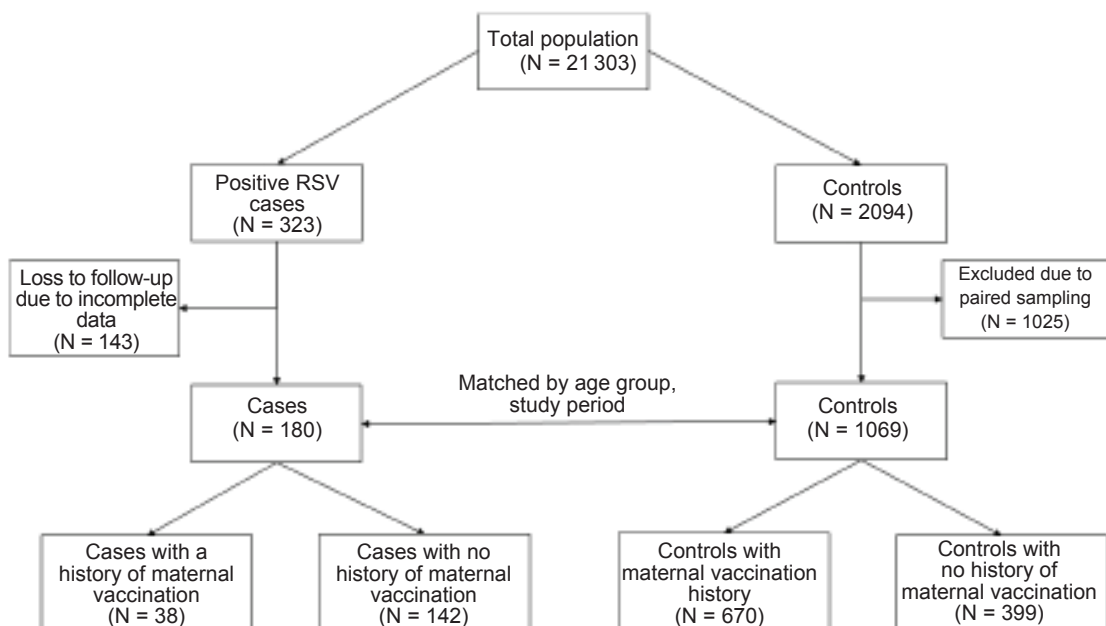 Total population
(N = 21 303)
Positive RSV
cases
(N = 323)
Controls
(N = 2094)
Loss to follow-up
due to incomplete
data
(N = 143)
Excluded due to
paired sampling
(N = 1025)
Cases
(N = 180)
Matched by age group,
study period
Controls
(N = 1069)
Cases with a
history of maternal
vaccination
(N = 38)
Cases with no
history of maternal
vaccination
(N = 142)
Controls with
maternal vaccination
history
(N = 670)
Controls with
no history of
maternal vaccination
(N = 399)